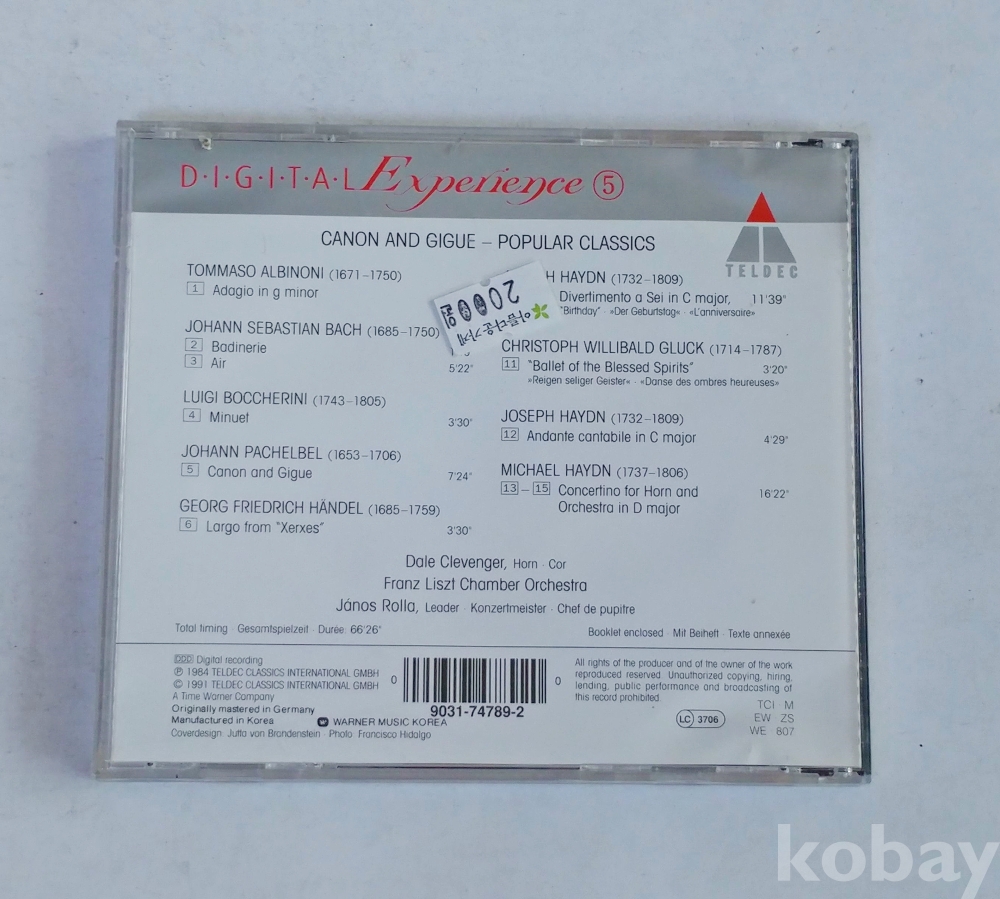 D·I·G·I·T·A·L Experience 5
CANON AND GIGUE – POPULAR CLASSICS
TELDEC
TOMMASO ALBINONI (1671–1750)
1 Adagio in g minor
JOHANN SEBASTIAN BACH (1685–1750)
2 Badinerie
3 Air 5'22"
LUIGI BOCCHERINI (1743–1805)
4 Minuet 3'30"
JOHANN PACHELBEL (1653–1706)
5 Canon and Gigue 7'24"
GEORG FRIEDRICH HÄNDEL (1685–1759)
6 Largo from "Xerxes" 3'30"
2000원
아름다운가게
HAYDN (1732–1809)
Divertimento a Sei in C major, 11'39"
"Birthday" · »Der Geburtstag« · «L'anniversaire»
CHRISTOPH WILLIBALD GLUCK (1714–1787)
11 "Ballet of the Blessed Spirits" 3'20"
»Reigen seliger Geister« · «Danse des ombres heureuses»
JOSEPH HAYDN (1732–1809)
12 Andante cantabile in C major 4'29"
MICHAEL HAYDN (1737–1806)
13 – 15 Concertino for Horn and 16'22"
Orchestra in D major
Dale Clevenger, Horn · Cor
Franz Liszt Chamber Orchestra
János Rolla, Leader · Konzertmeister · Chef de pupitre
Total timing · Gesamtspielzeit · Durée: 66'26"
Booklet enclosed · Mit Beiheft · Texte annexée
DDD Digital recording
℗ 1984 TELDEC CLASSICS INTERNATIONAL GMBH
© 1991 TELDEC CLASSICS INTERNATIONAL GMBH
A Time Warner Company
Originally mastered in Germany
Manufactured in Korea
WARNER MUSIC KOREA
Coverdesign: Jutta von Brandenstein · Photo: Francisco Hidalgo
0 0
9031-74789-2
All rights of the producer and of the owner of the work
reproduced reserved. Unauthorized copying, hiring,
lending, public performance and broadcasting of
this record prohibited.
LC 3706
TCI · M
EW ZS
WE 807
kobay